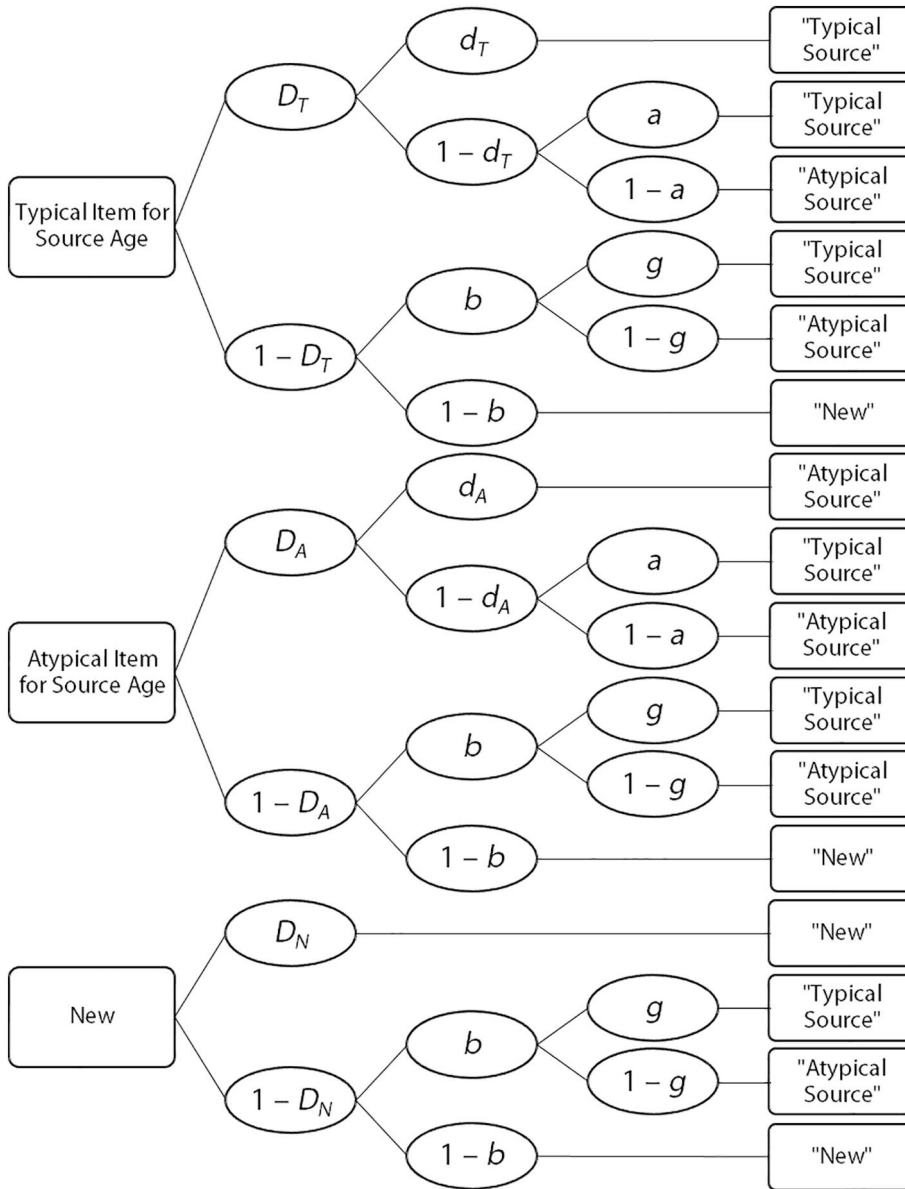 d_T
"Typical
Source"
D_T
a
"Typical
Source"
1 – d_T
1 – a
"Atypical
Source"
Typical Item for
Source Age
g
"Typical
Source"
b
1 – g
"Atypical
Source"
1 – D_T
1 – b
"New"
d_A
"Atypical
Source"
D_A
a
"Typical
Source"
1 – d_A
1 – a
"Atypical
Source"
Atypical Item
for Source Age
g
"Typical
Source"
b
1 – g
"Atypical
Source"
1 – D_A
1 – b
"New"
D_N
"New"
New
g
"Typical
Source"
b
1 – g
"Atypical
Source"
1 – D_N
1 – b
"New"